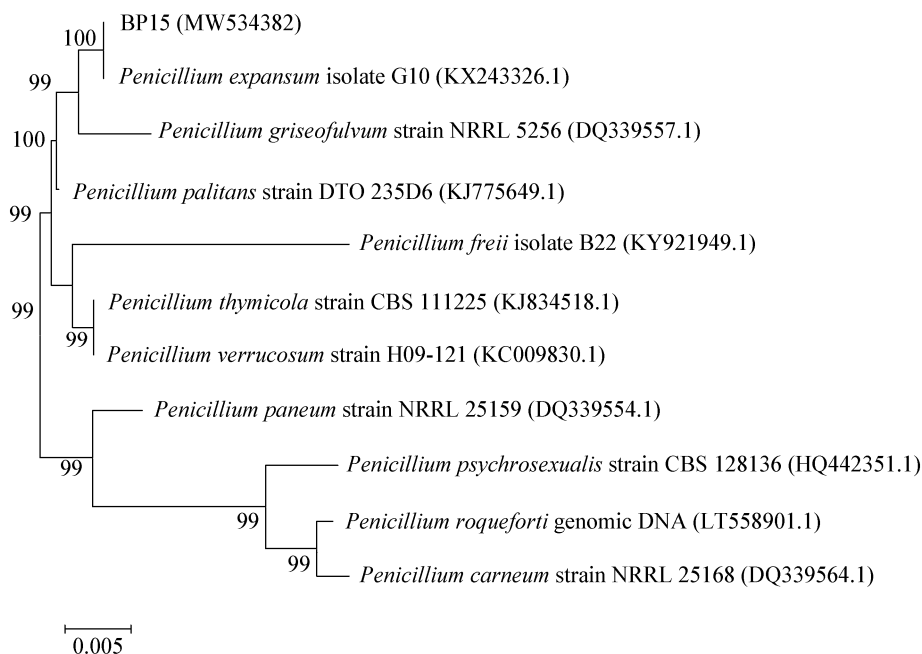 BP15 (MW534382)
100
Penicillium expansum isolate G10 (KX243326.1)
99
Penicillium griseofulvum strain NRRL 5256 (DQ339557.1)
100
Penicillium palitans strain DTO 235D6 (KJ775649.1)
99
Penicillium freii isolate B22 (KY921949.1)
99
Penicillium thymicola strain CBS 111225 (KJ834518.1)
99
Penicillium verrucosum strain H09-121 (KC009830.1)
Penicillium paneum strain NRRL 25159 (DQ339554.1)
99
Penicillium psychrosexualis strain CBS 128136 (HQ442351.1)
99
Penicillium roqueforti genomic DNA (LT558901.1)
99
Penicillium carneum strain NRRL 25168 (DQ339564.1)
0.005